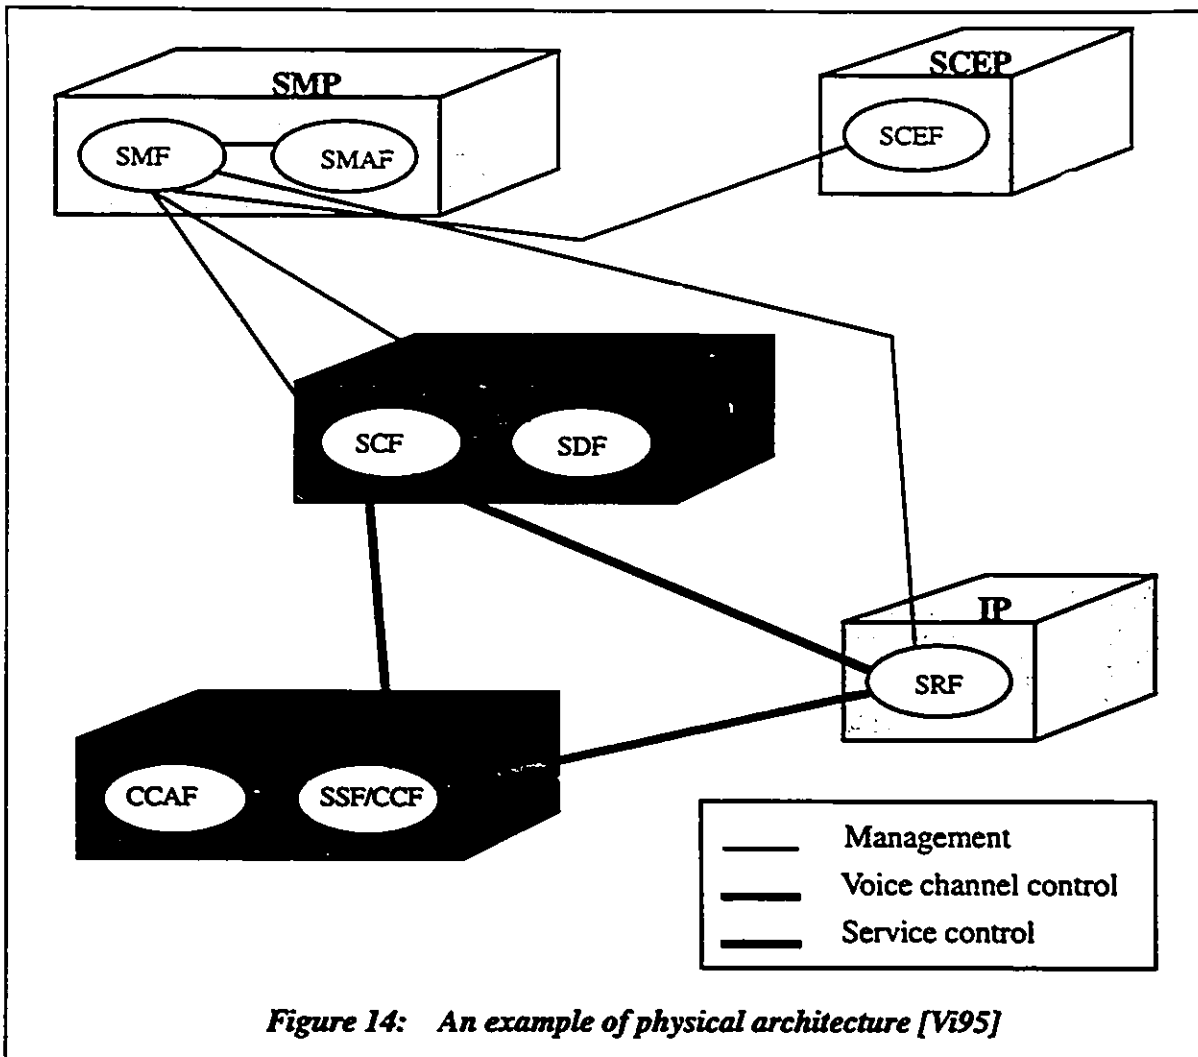 SMP
SCEP
SMF
SMAF
SCEF
SCF
SDF
IP
SRF
CCAF
SSF/CCF
Management
Voice channel control
Service control
Figure 14: An example of physical architecture [Vi95]